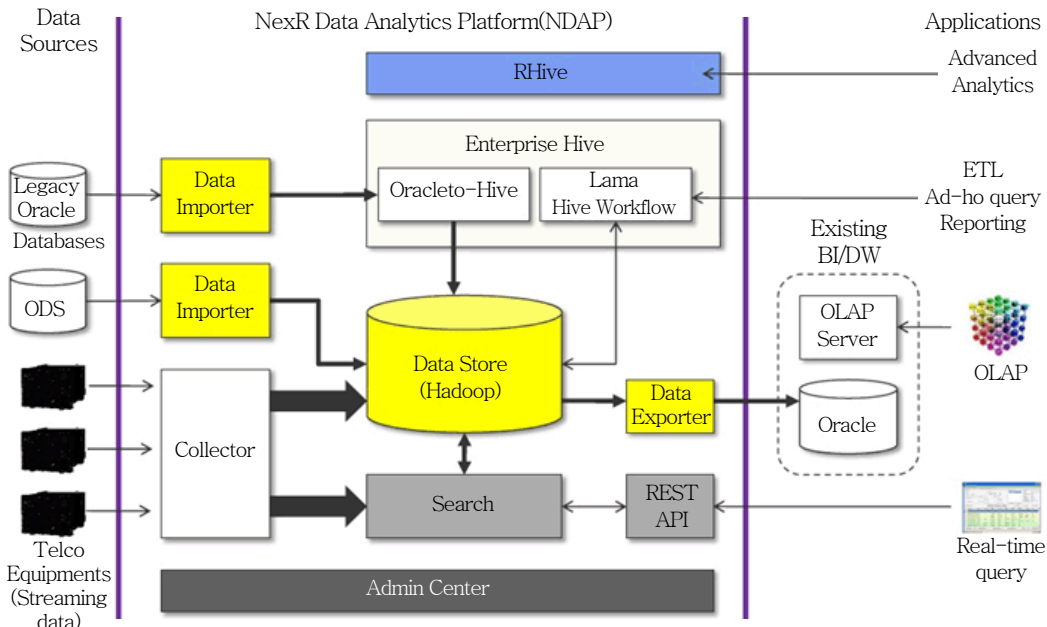 Data
Sources
NexR Data Analytics Platform(NDAP)
Applications
RHive
Advanced
Analytics
Enterprise Hive
Legacy
Oracle
Databases
Data
Importer
Oracleto-Hive
Lama
Hive Workflow
ETL
Ad-ho query
Reporting
Existing
BI/DW
ODS
Data
Importer
OLAP
Server
OLAP
Data Store
(Hadoop)
Data
Exporter
Oracle
Collector
Search
REST
API
Real-time
query
Telco
Equipments
(Streaming
data)
Admin Center